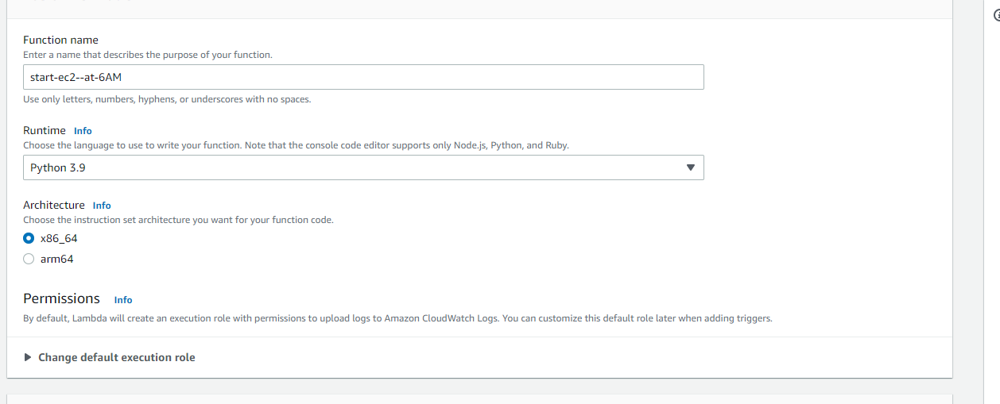 Function name
Enter a name that describes the purpose of your function.
start-ec2--at-6AM
Use only letters, numbers, hyphens, or underscores with no spaces.
Runtime Info
Choose the language to use to write your function. Note that the console code editor supports only Node.js, Python, and Ruby.
Python 3.9
Architecture Info
Choose the instruction set architecture you want for your function code.
x86_64
arm64
Permissions Info
By default, Lambda will create an execution role with permissions to upload logs to Amazon CloudWatch Logs. You can customize this default role later when adding triggers.
Change default execution role